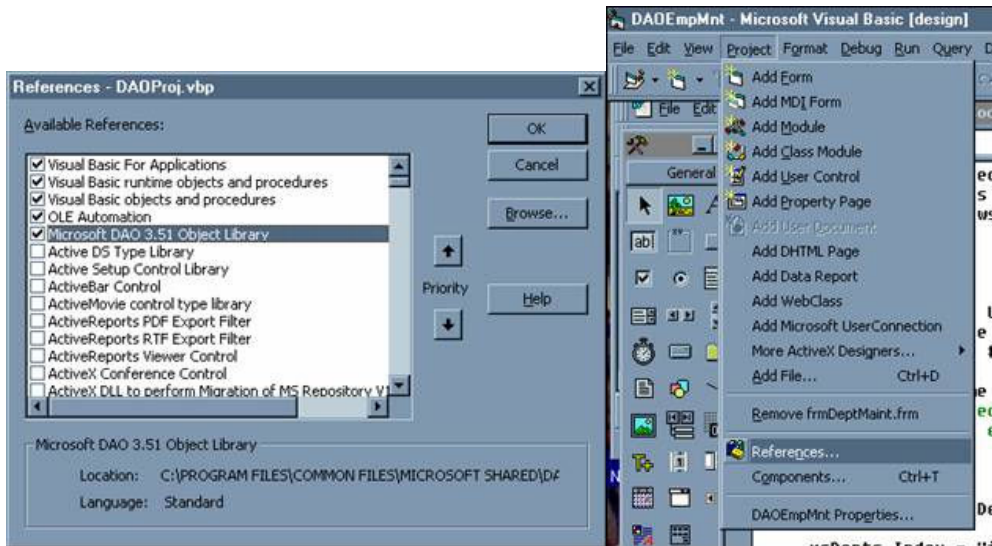 References - DAOProj.vbp
Available References:
Visual Basic For Applications
Visual Basic runtime objects and procedures
Visual Basic objects and procedures
OLE Automation
Microsoft DAO 3.51 Object Library
Active DS Type Library
Active Setup Control Library
ActiveBar Control
ActiveMovie control type library
ActiveReports PDF Export Filter
ActiveReports RTF Export Filter
ActiveReports Viewer Control
ActiveX Conference Control
ActiveX DLL to perform Migration of MS Repository V1
OK
Cancel
Browse...
Priority
Help
Microsoft DAO 3.51 Object Library
Location: C:\PROGRAM FILES\COMMON FILES\MICROSOFT SHARED\DA
Language: Standard
DAOEmpMnt - Microsoft Visual Basic [design]
File Edit View Project Format Debug Run Query
File Edit
General
Add Form
Add MDI Form
Add Module
Add Class Module
Add User Control
Add Property Page
Add User Document
Add DHTML Page
Add Data Report
Add WebClass
Add Microsoft UserConnection
More ActiveX Designers...
Add File... Ctrl+D
Remove frmDeptMaint.frm
References...
Components... Ctrl+T
DAOEmpMnt Properties...